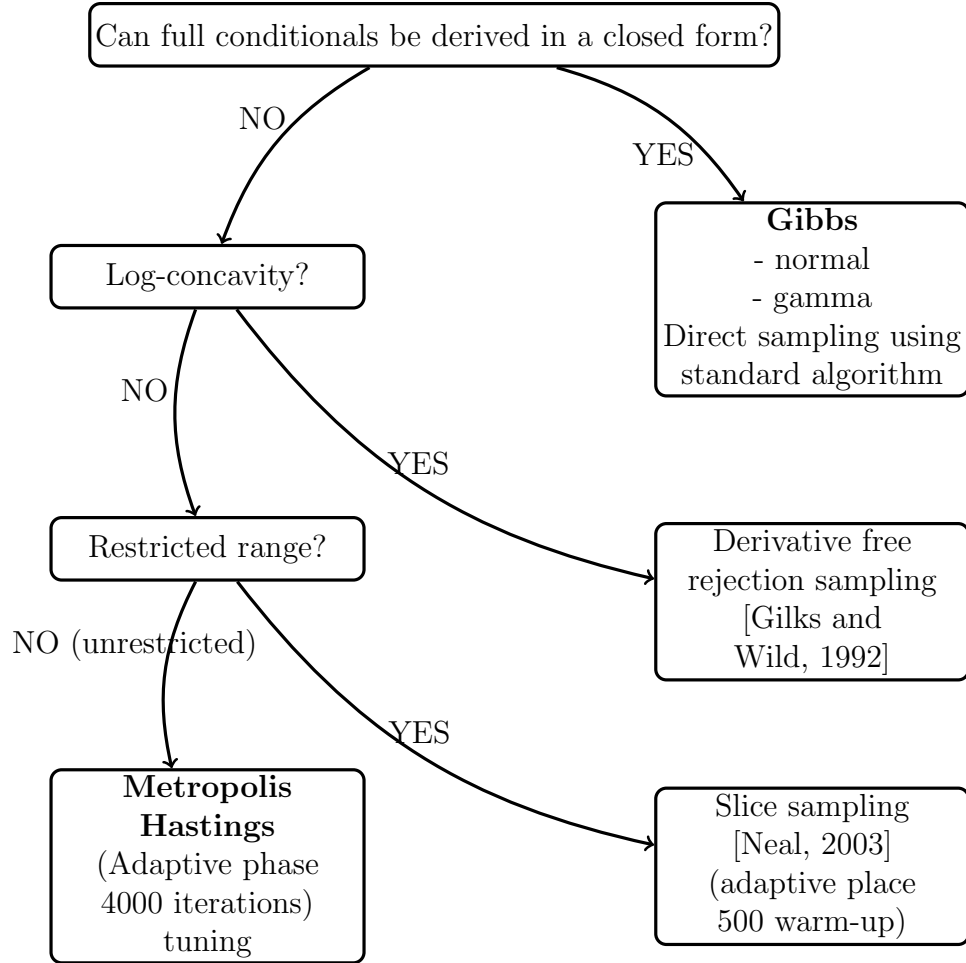 Can full conditionals be derived in a closed form?
NO
YES
Gibbs
- normal
- gamma
Direct sampling using
standard algorithm
Log-concavity?
NO
YES
Restricted range?
Derivative free
rejection sampling
[Gilks and
Wild, 1992]
NO (unrestricted)
YES
Metropolis
Hastings
(Adaptive phase
4000 iterations)
tuning
Slice sampling
[Neal, 2003]
(adaptive place
500 warm-up)